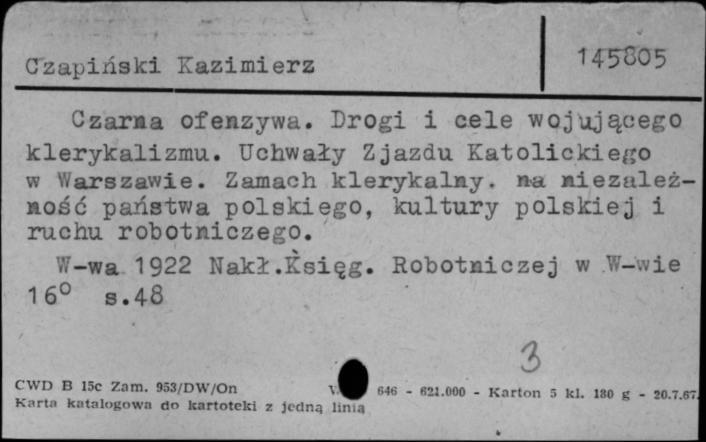 Czapiński Kazimierz
145805
Czarna ofenzywa. Drogi i cele wojującego
klerykalizmu. Uchwały Zjazdu Katolickiego
w Warszawie. Zamach klerykalny. na niezależ-
ność państwa polskiego, kultury polskiej i
ruchu robotniczego.
W-wa 1922 Nakł.Księg. Robotniczej w W-wie
16° s.48
3
CWD B 15c Zam. 953/DW/On 646 - 621.000 - Karton 5 kl. 180 g - 20.7.67
Karta katalogowa do kartoteki z jedną linią